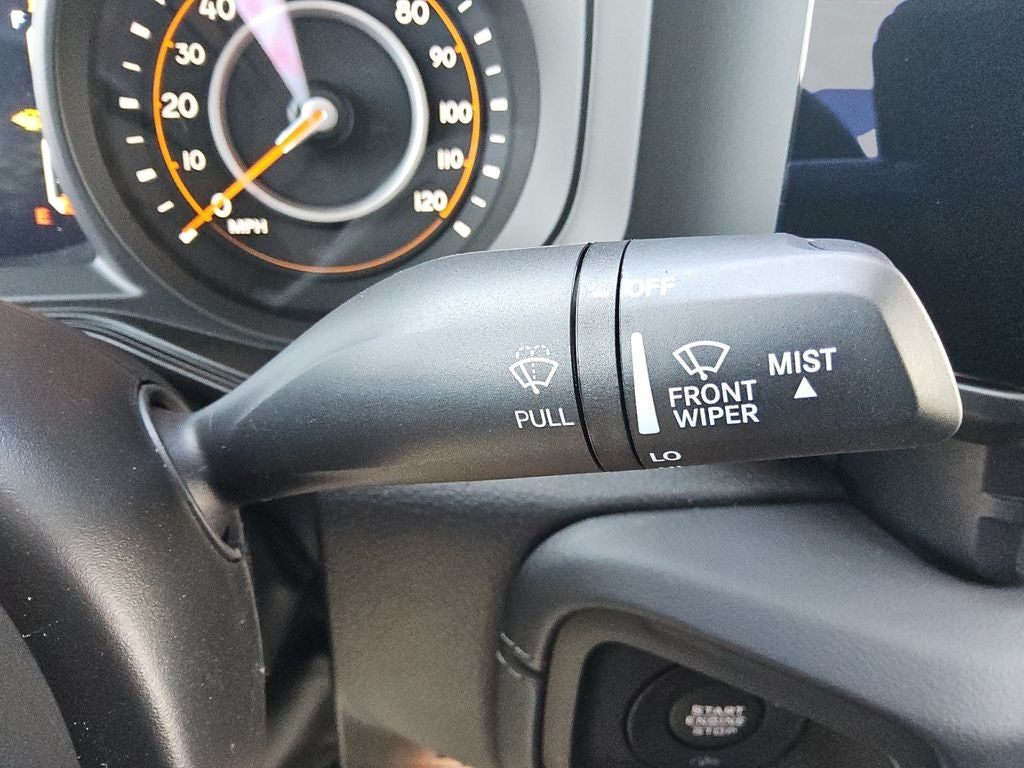 F
40
30
20
10
0
MPH
80
90
100
110
120
E
OFF
PULL
FRONT
WIPER
MIST
LO
START
ENGINE
STOP